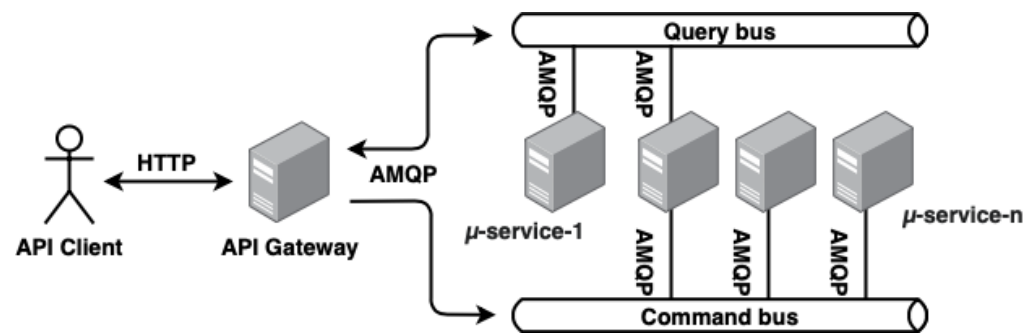 Query bus
AMQP
AMQP
HTTP
AMQP
API Client
API Gateway
μ-service-1
μ-service-n
AMQP
AMQP
AMQP
Command bus